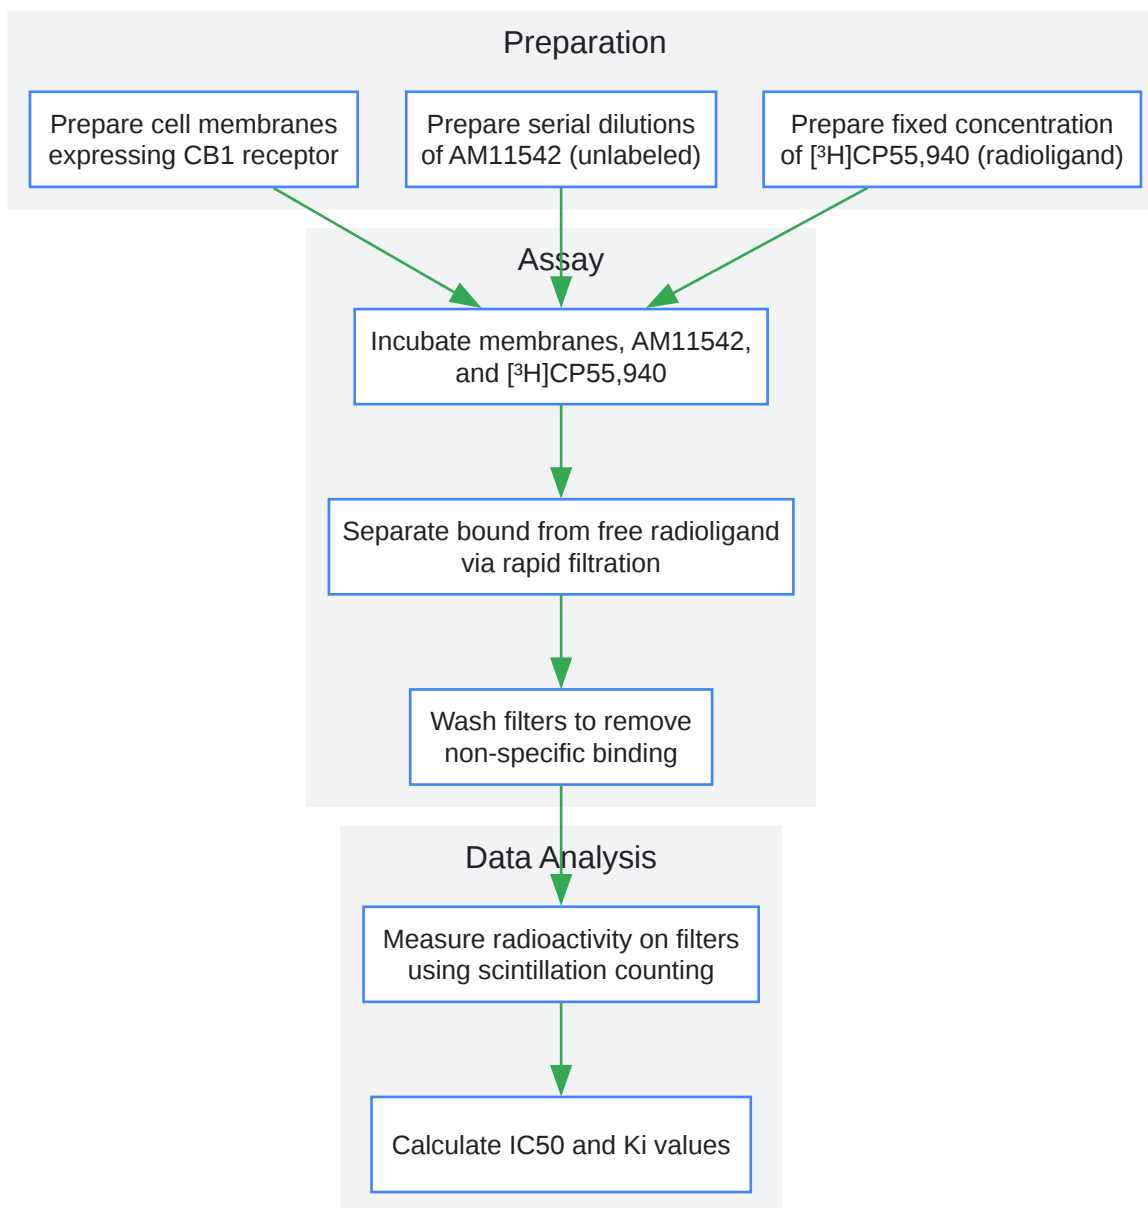 Preparation
Prepare cell membranes
expressing CB1 receptor
Prepare serial dilutions
of AM11542 (unlabeled)
Prepare fixed concentration
of [³H]CP55,940 (radioligand)
Assay
Incubate membranes, AM11542,
and [³H]CP55,940
Separate bound from free radioligand
via rapid filtration
Wash filters to remove
non-specific binding
Data Analysis
Measure radioactivity on filters
using scintillation counting
Calculate IC50 and Ki values